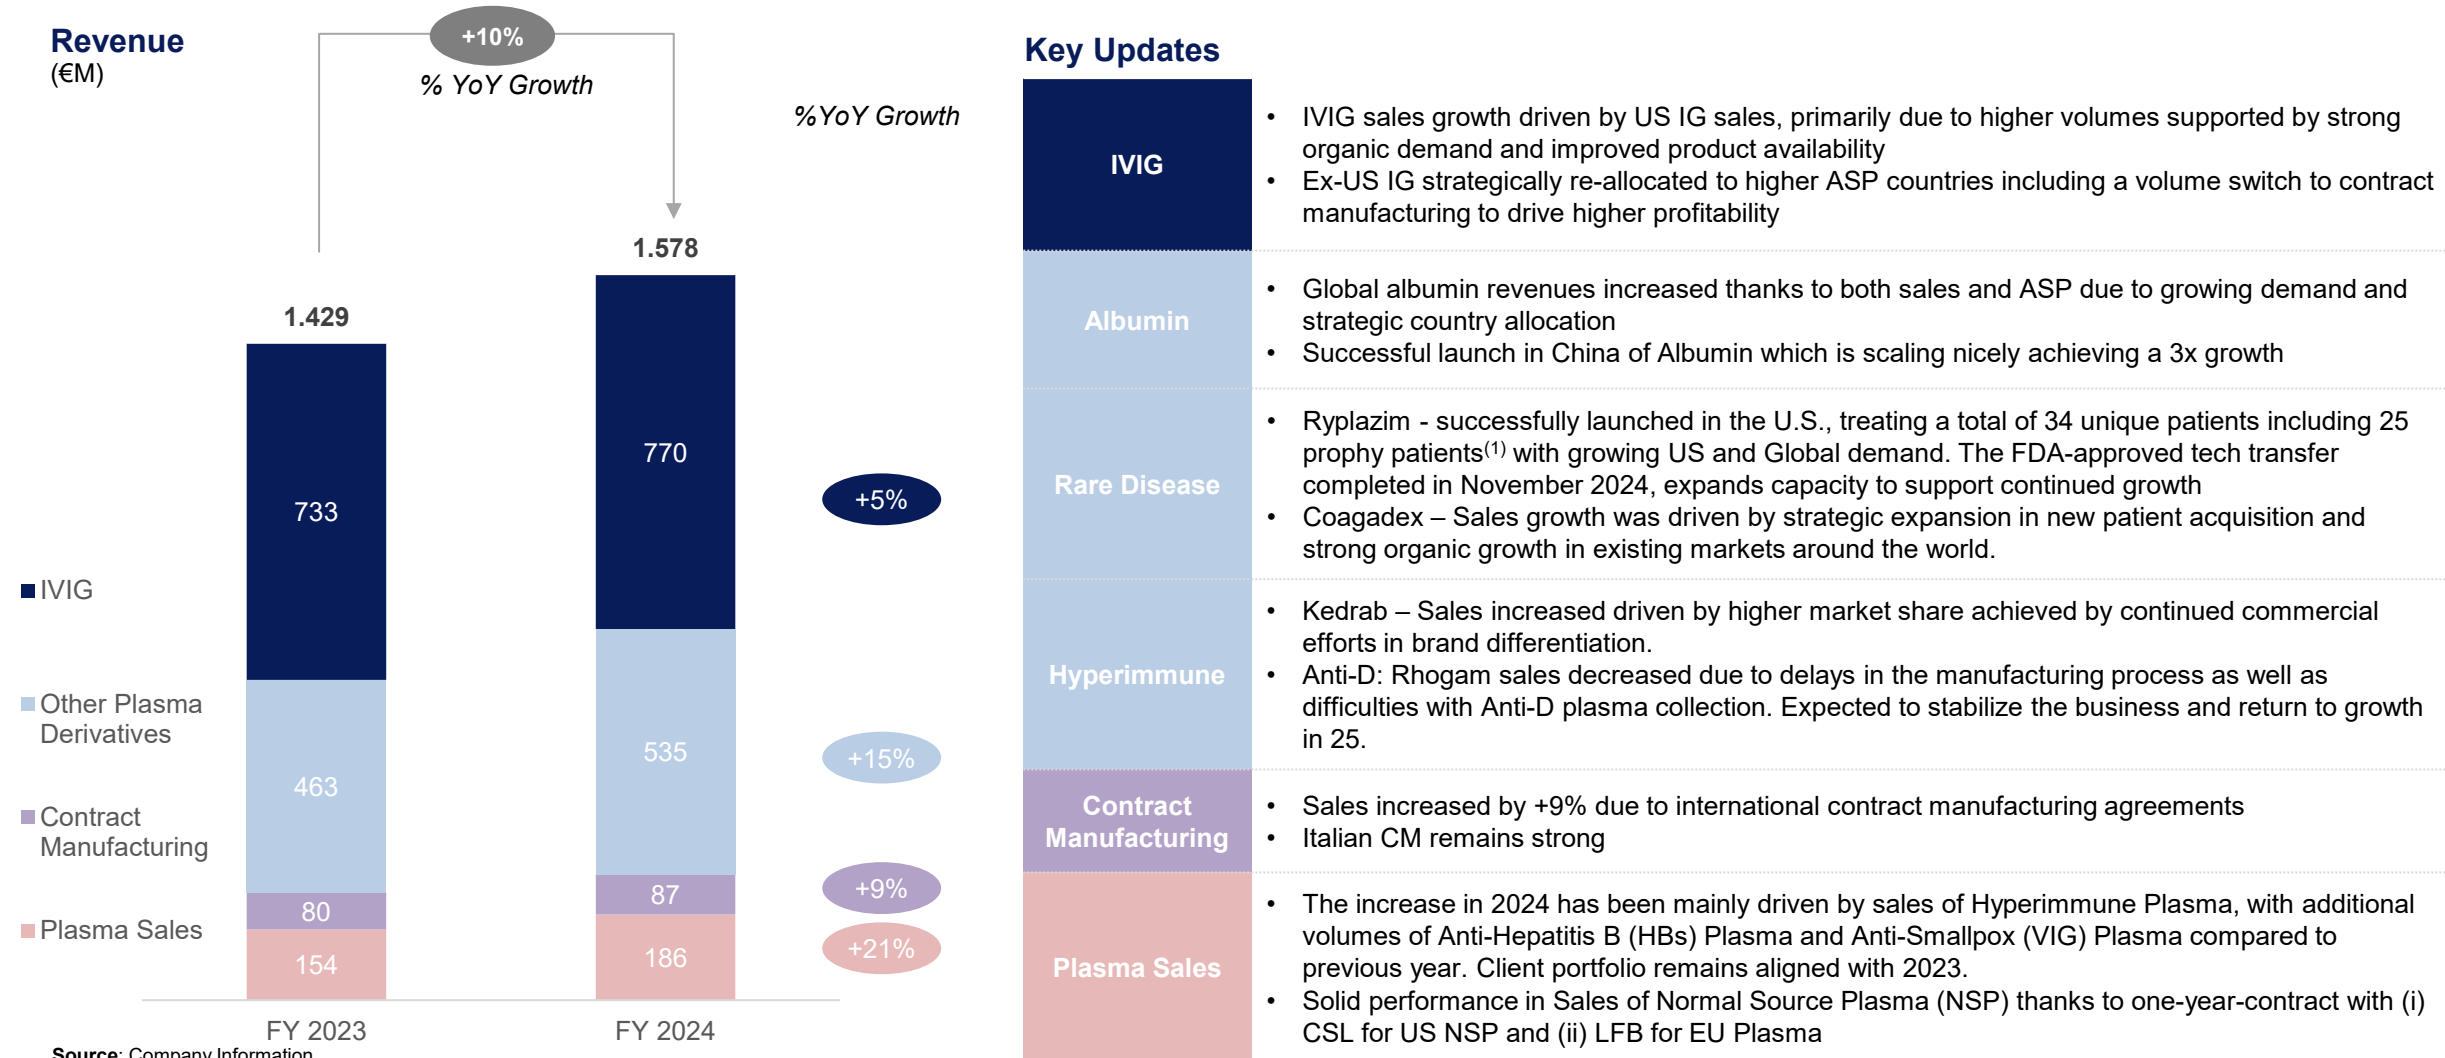 Revenue
(€M)
+10%
% YoY Growth
%YoY Growth
1.429
1.578
733
770
+5%
463
535
+15%
80
87
+9%
154
186
+21%
IVIG
Other Plasma
Derivatives
Contract
Manufacturing
Plasma Sales
FY 2023
FY 2024
Source: Company Information
Key Updates
IVIG
• IVIG sales growth driven by US IG sales, primarily due to higher volumes supported by strong
organic demand and improved product availability
• Ex-US IG strategically re-allocated to higher ASP countries including a volume switch to contract
manufacturing to drive higher profitability
Albumin
• Global albumin revenues increased thanks to both sales and ASP due to growing demand and
strategic country allocation
• Successful launch in China of Albumin which is scaling nicely achieving a 3x growth
Rare Disease
• Ryplazim - successfully launched in the U.S., treating a total of 34 unique patients including 25
prophy patients(1) with growing US and Global demand. The FDA-approved tech transfer
completed in November 2024, expands capacity to support continued growth
• Coagadex – Sales growth was driven by strategic expansion in new patient acquisition and
strong organic growth in existing markets around the world.
Hyperimmune
• Kedrab – Sales increased driven by higher market share achieved by continued commercial
efforts in brand differentiation.
• Anti-D: Rhogam sales decreased due to delays in the manufacturing process as well as
difficulties with Anti-D plasma collection. Expected to stabilize the business and return to growth
in 25.
Contract
Manufacturing
• Sales increased by +9% due to international contract manufacturing agreements
• Italian CM remains strong
Plasma Sales
• The increase in 2024 has been mainly driven by sales of Hyperimmune Plasma, with additional
volumes of Anti-Hepatitis B (HBs) Plasma and Anti-Smallpox (VIG) Plasma compared to
previous year. Client portfolio remains aligned with 2023.
• Solid performance in Sales of Normal Source Plasma (NSP) thanks to one-year-contract with (i)
CSL for US NSP and (ii) LFB for EU Plasma